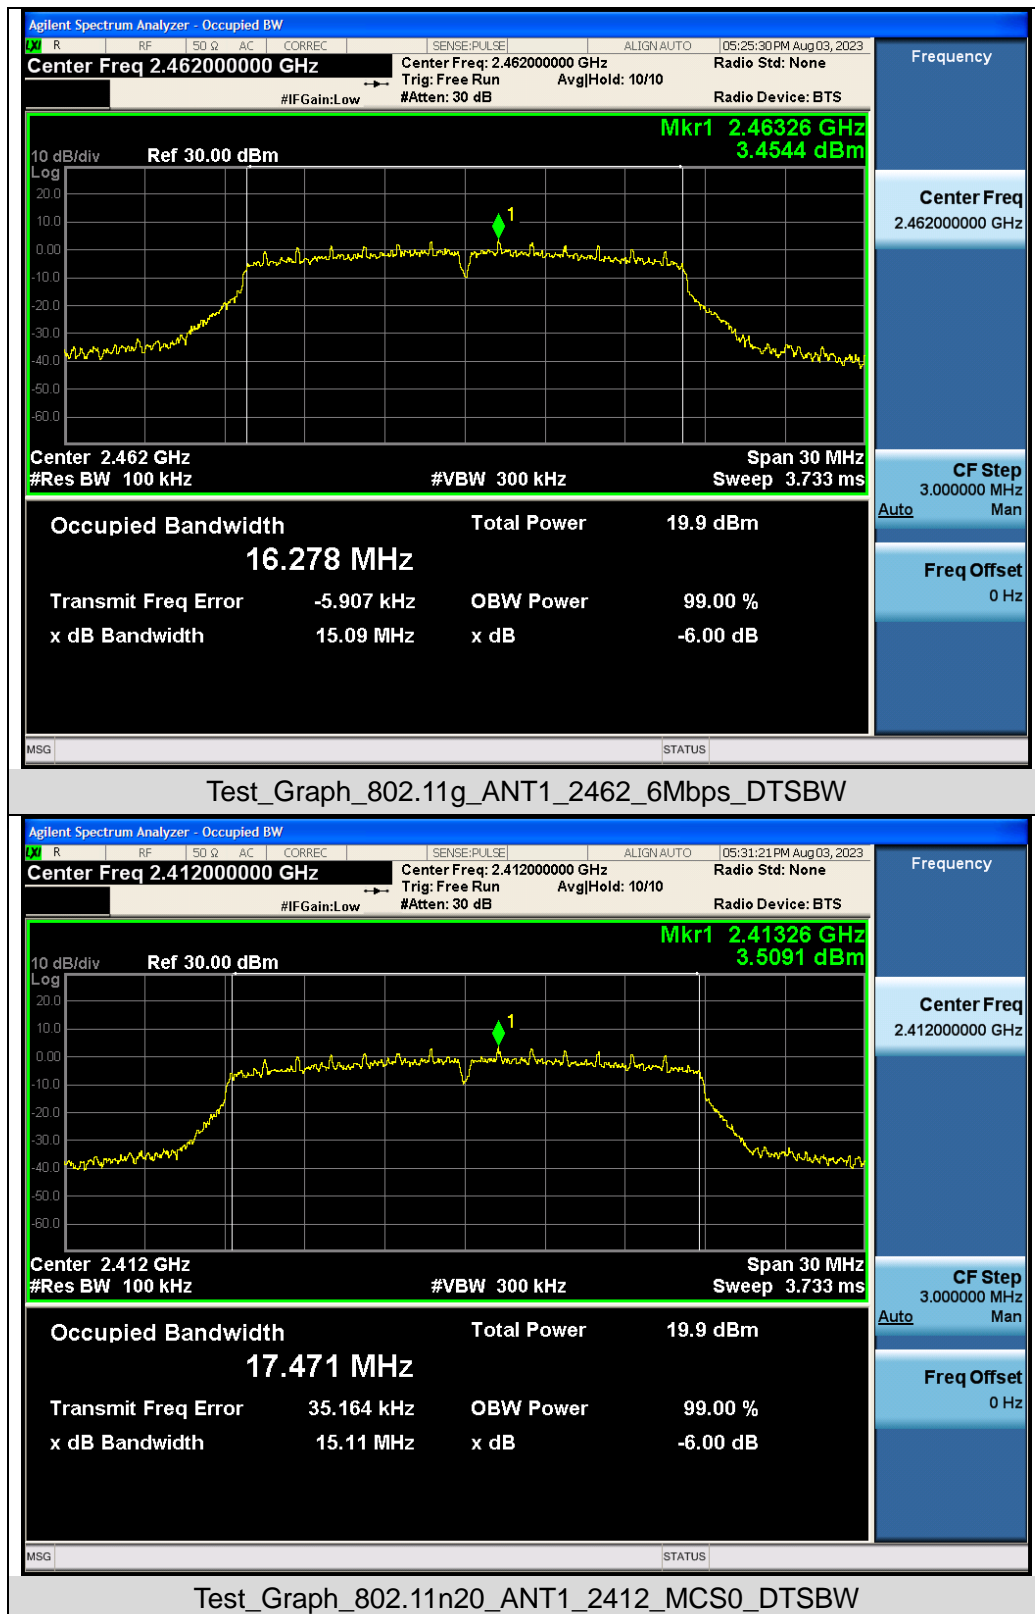 Agilent Spectrum Analyzer - Occupied BW
LXI R RF 50 Ω AC CORREC SENSE:PULSE ALIGN AUTO 05:25:30 PM Aug 03, 2023
Center Freq 2.462000000 GHz
Center Freq: 2.462000000 GHz Radio Std: None
Trig: Free Run Avg|Hold: 10/10
#IFGain:Low #Atten: 30 dB Radio Device: BTS
Frequency
Mkr1 2.46326 GHz
3.4544 dBm
10 dB/div Ref 30.00 dBm
Log
20.0
10.0
0.00
-10.0
-20.0
-30.0
-40.0
-50.0
-60.0
1
Center Freq
2.462000000 GHz
Center 2.462 GHz Span 30 MHz
#Res BW 100 kHz #VBW 300 kHz Sweep 3.733 ms
CF Step
3.000000 MHz
Auto Man
Occupied Bandwidth Total Power 19.9 dBm
16.278 MHz
Transmit Freq Error -5.907 kHz OBW Power 99.00 %
x dB Bandwidth 15.09 MHz x dB -6.00 dB
Freq Offset
0 Hz
MSG STATUS
Test_Graph_802.11g_ANT1_2462_6Mbps_DTSBW
Agilent Spectrum Analyzer - Occupied BW
LXI R RF 50 Ω AC CORREC SENSE:PULSE ALIGN AUTO 05:31:21 PM Aug 03, 2023
Center Freq 2.412000000 GHz
Center Freq: 2.412000000 GHz Radio Std: None
Trig: Free Run Avg|Hold: 10/10
#IFGain:Low #Atten: 30 dB Radio Device: BTS
Frequency
Mkr1 2.41326 GHz
3.5091 dBm
10 dB/div Ref 30.00 dBm
Log
20.0
10.0
0.00
-10.0
-20.0
-30.0
-40.0
-50.0
-60.0
1
Center Freq
2.412000000 GHz
Center 2.412 GHz Span 30 MHz
#Res BW 100 kHz #VBW 300 kHz Sweep 3.733 ms
CF Step
3.000000 MHz
Auto Man
Occupied Bandwidth Total Power 19.9 dBm
17.471 MHz
Transmit Freq Error 35.164 kHz OBW Power 99.00 %
x dB Bandwidth 15.11 MHz x dB -6.00 dB
Freq Offset
0 Hz
MSG STATUS
Test_Graph_802.11n20_ANT1_2412_MCS0_DTSBW